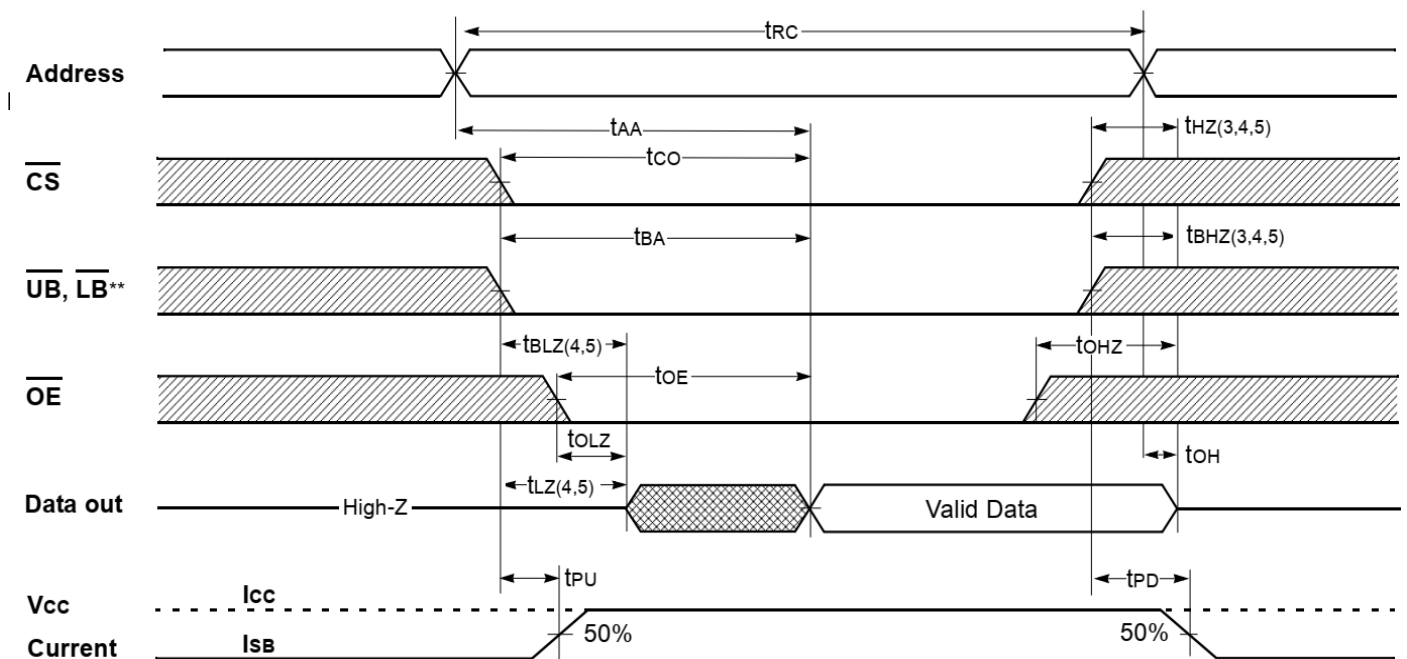 tRC
Address
tAA
tHZ(3,4,5)
tCO
CS
tBA
tBHZ(3,4,5)
UB, LB**
tBLZ(4,5)
tOHZ
tOE
OE
tOLZ
tOH
tLZ(4,5)
Data out
High-Z
Valid Data
tPU
tPD
ICC
VCC
50%
50%
ISB
Current